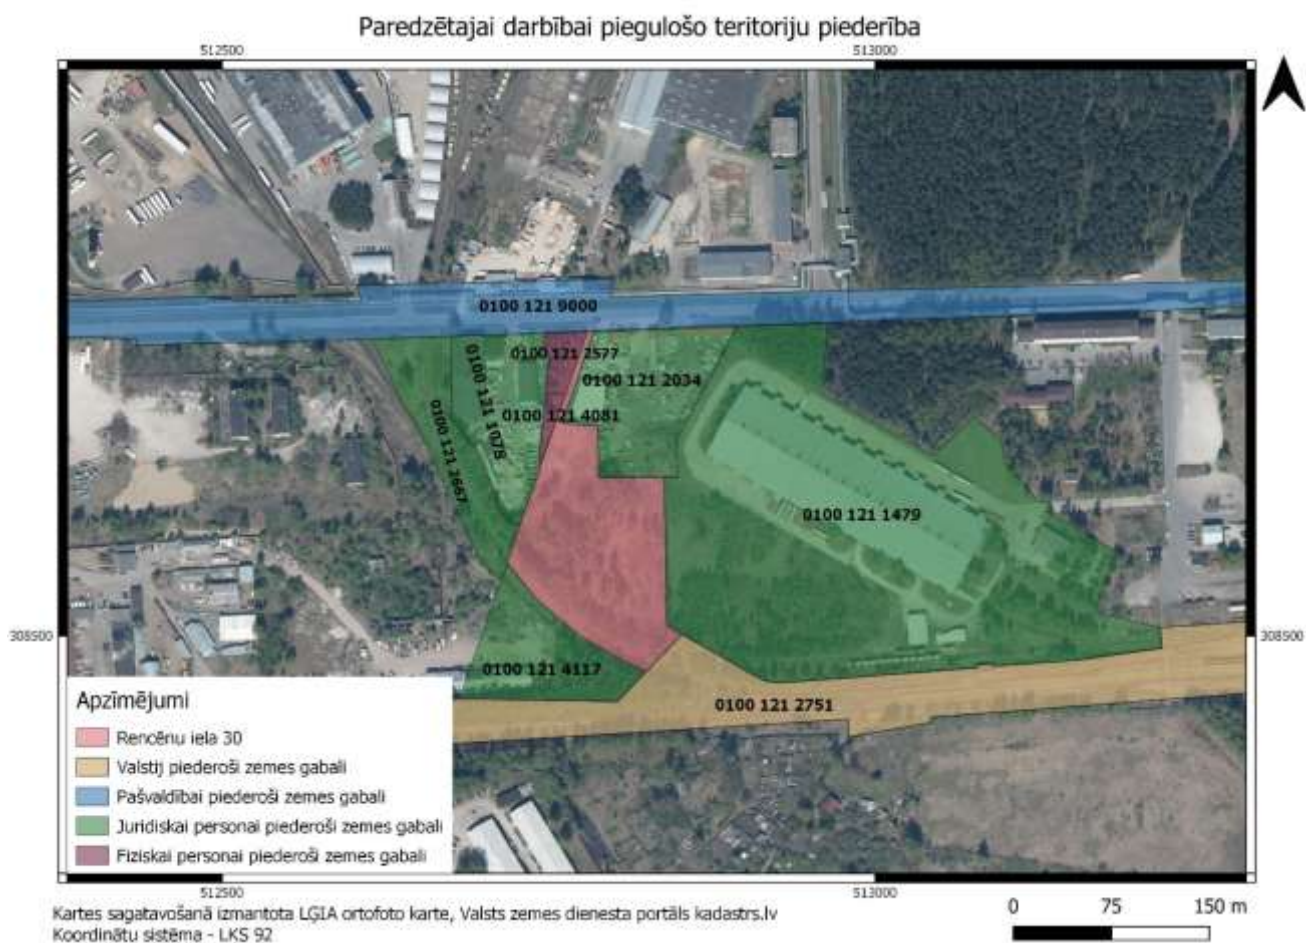 Paredzētajai darbībai piegulošo teritoriju piederība
512500 513000
0100 121 9000
0100 121 2577
0100 121 2034
0100 121 1078
0100 121 4081
0100 121 2667
0100 121 1479
308500 308500
0100 121 4117
0100 121 2751
Apzīmējumi
Rencēnu iela 30
Valstij piederoši zemes gabali
Pašvaldībai piederoši zemes gabali
Juridiskai personai piederoši zemes gabali
Fiziskai personai piederoši zemes gabali
512500 513000
Kartes sagatavošanā izmantota LĢIA ortofoto karte, Valsts zemes dienesta portāls kadastrs.lv
Koordinātu sistēma - LKS 92
0 75 150 m